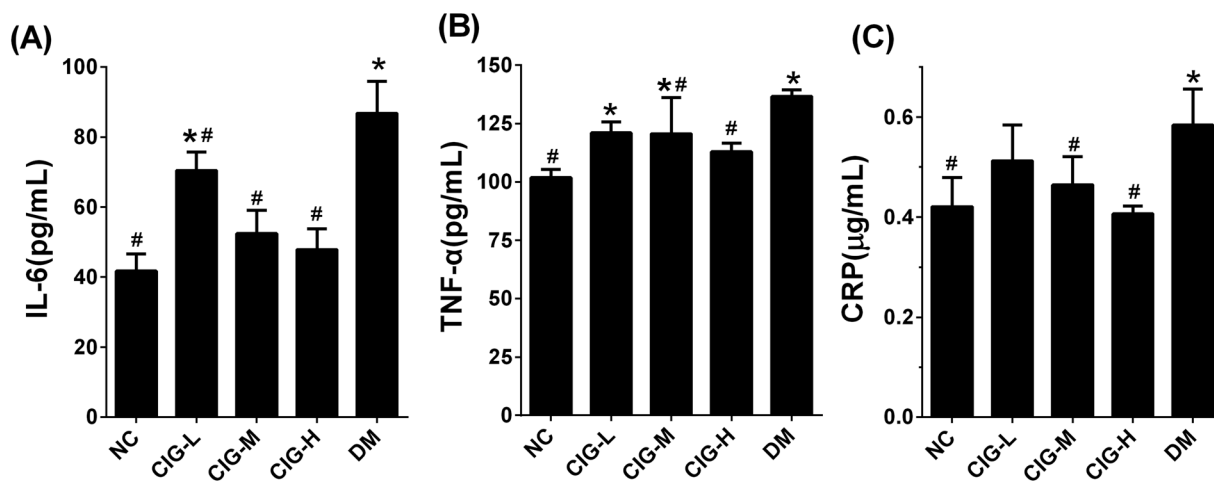 (A)
IL-6(pg/mL)
100
80
60
40
20
0
#
*#
#
#
*
NC
CIG-L
CIG-M
CIG-H
DM
(B)
TNF-α(pg/mL)
150
125
100
75
50
25
0
#
*
*#
#
*
NC
CIG-L
CIG-M
CIG-H
DM
(C)
CRP(μg/mL)
0.6
0.4
0.2
0.0
#
#
#
*
NC
CIG-L
CIG-M
CIG-H
DM